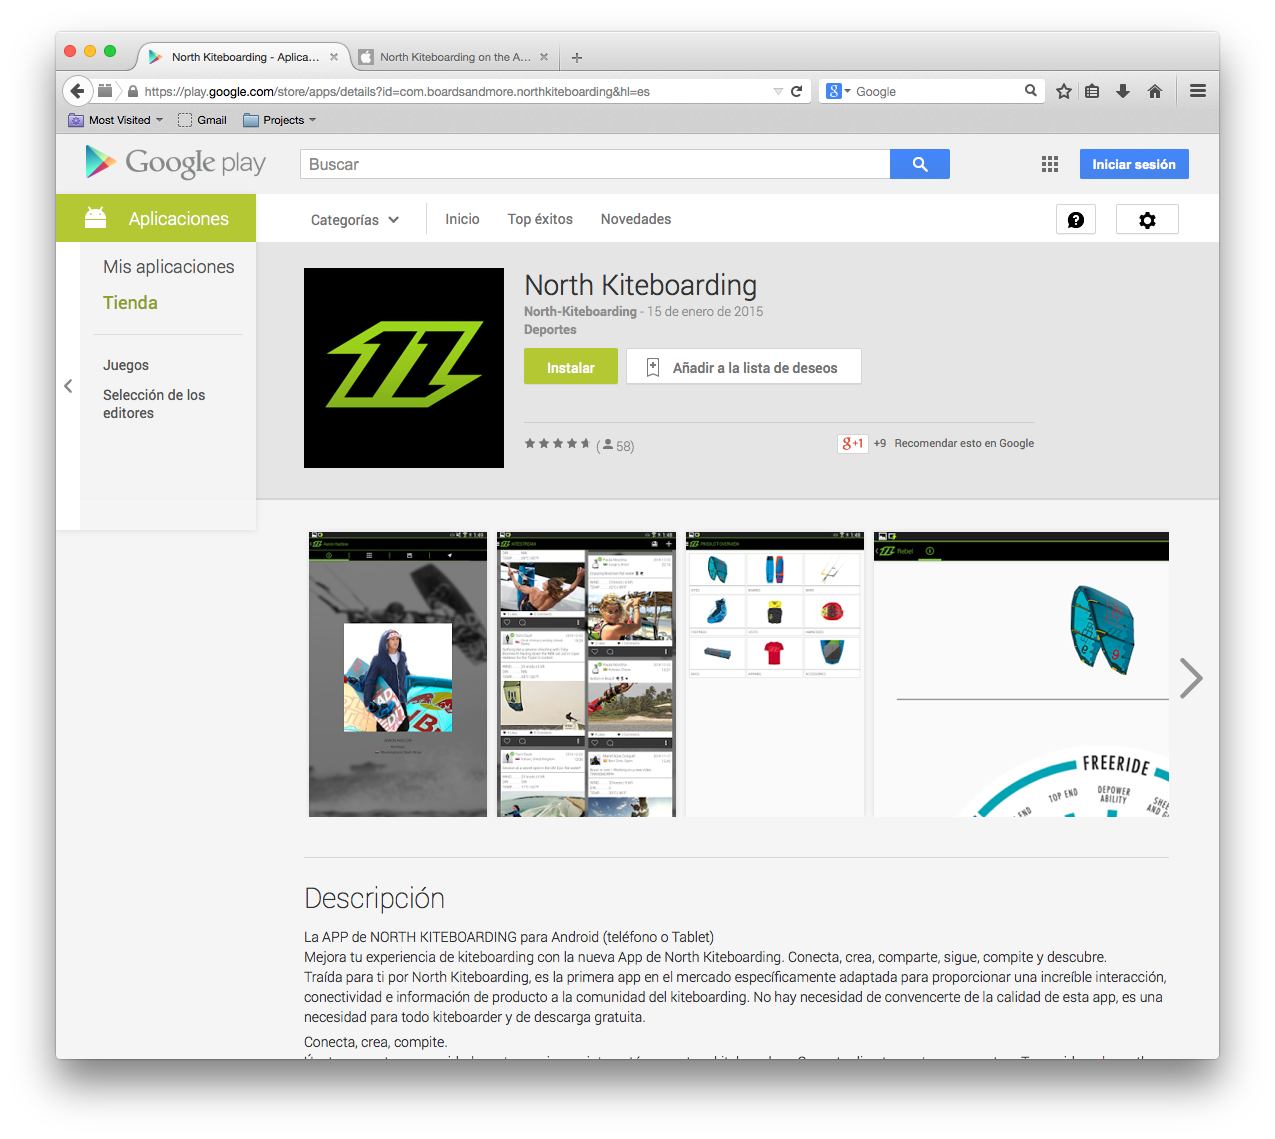 North Kiteboarding - Aplica...
North Kiteboarding on the A...
https://play.google.com/store/apps/details?id=com.boardsandmore.northkiteboarding&hl=es
Google
Most Visited
Gmail
Projects
Google play
Buscar
Iniciar sesión
Aplicaciones
Categorías
Inicio
Top éxitos
Novedades
Mis aplicaciones
Tienda
Juegos
Selección de los
editores
North Kiteboarding
North-Kiteboarding - 15 de enero de 2015
Deportes
Instalar
Añadir a la lista de deseos
(58)
g+1
+9
Recomendar esto en Google
KITESTREAM
PRODUCT OVERVIEW
Rebel
FREERIDE
TOP END
DEPOWER
ABILITY
Descripción
La APP de NORTH KITEBOARDING para Android (teléfono o Tablet)
Mejora tu experiencia de kiteboarding con la nueva App de North Kiteboarding. Conecta, crea, comparte, sigue, compite y descubre.
Traída para ti por North Kiteboarding, es la primera app en el mercado específicamente adaptada para proporcionar una increíble interacción,
conectividad e información de producto a la comunidad del kiteboarding. No hay necesidad de convencerte de la calidad de esta app, es una
necesidad para todo kiteboarder y de descarga gratuita.
Conecta, crea, compite.